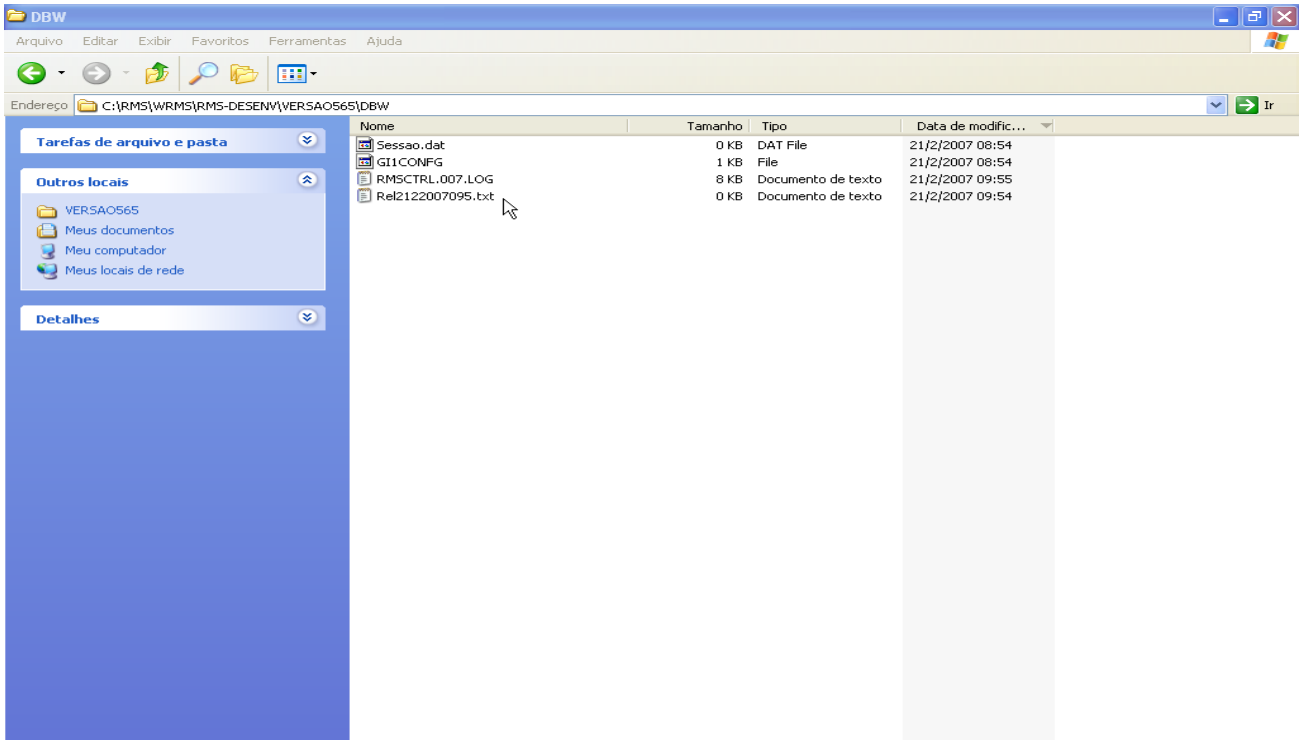 DBW
Arquivo Editar Exibir Favoritos Ferramentas Ajuda
Endereço C:\RMS\WRMS\RMS-DESENV\VERSAO565\DBW Ir
Nome Tamanho Tipo Data de modific...
Sessao.dat 0 KB DAT File 21/2/2007 08:54
GI1CONFG 1 KB File 21/2/2007 08:54
RMSCTRL.007.LOG 8 KB Documento de texto 21/2/2007 09:55
Rel2122007095.txt 0 KB Documento de texto 21/2/2007 09:54
Tarefas de arquivo e pasta
Outros locais
VERSAO565
Meus documentos
Meu computador
Meus locais de rede
Detalhes